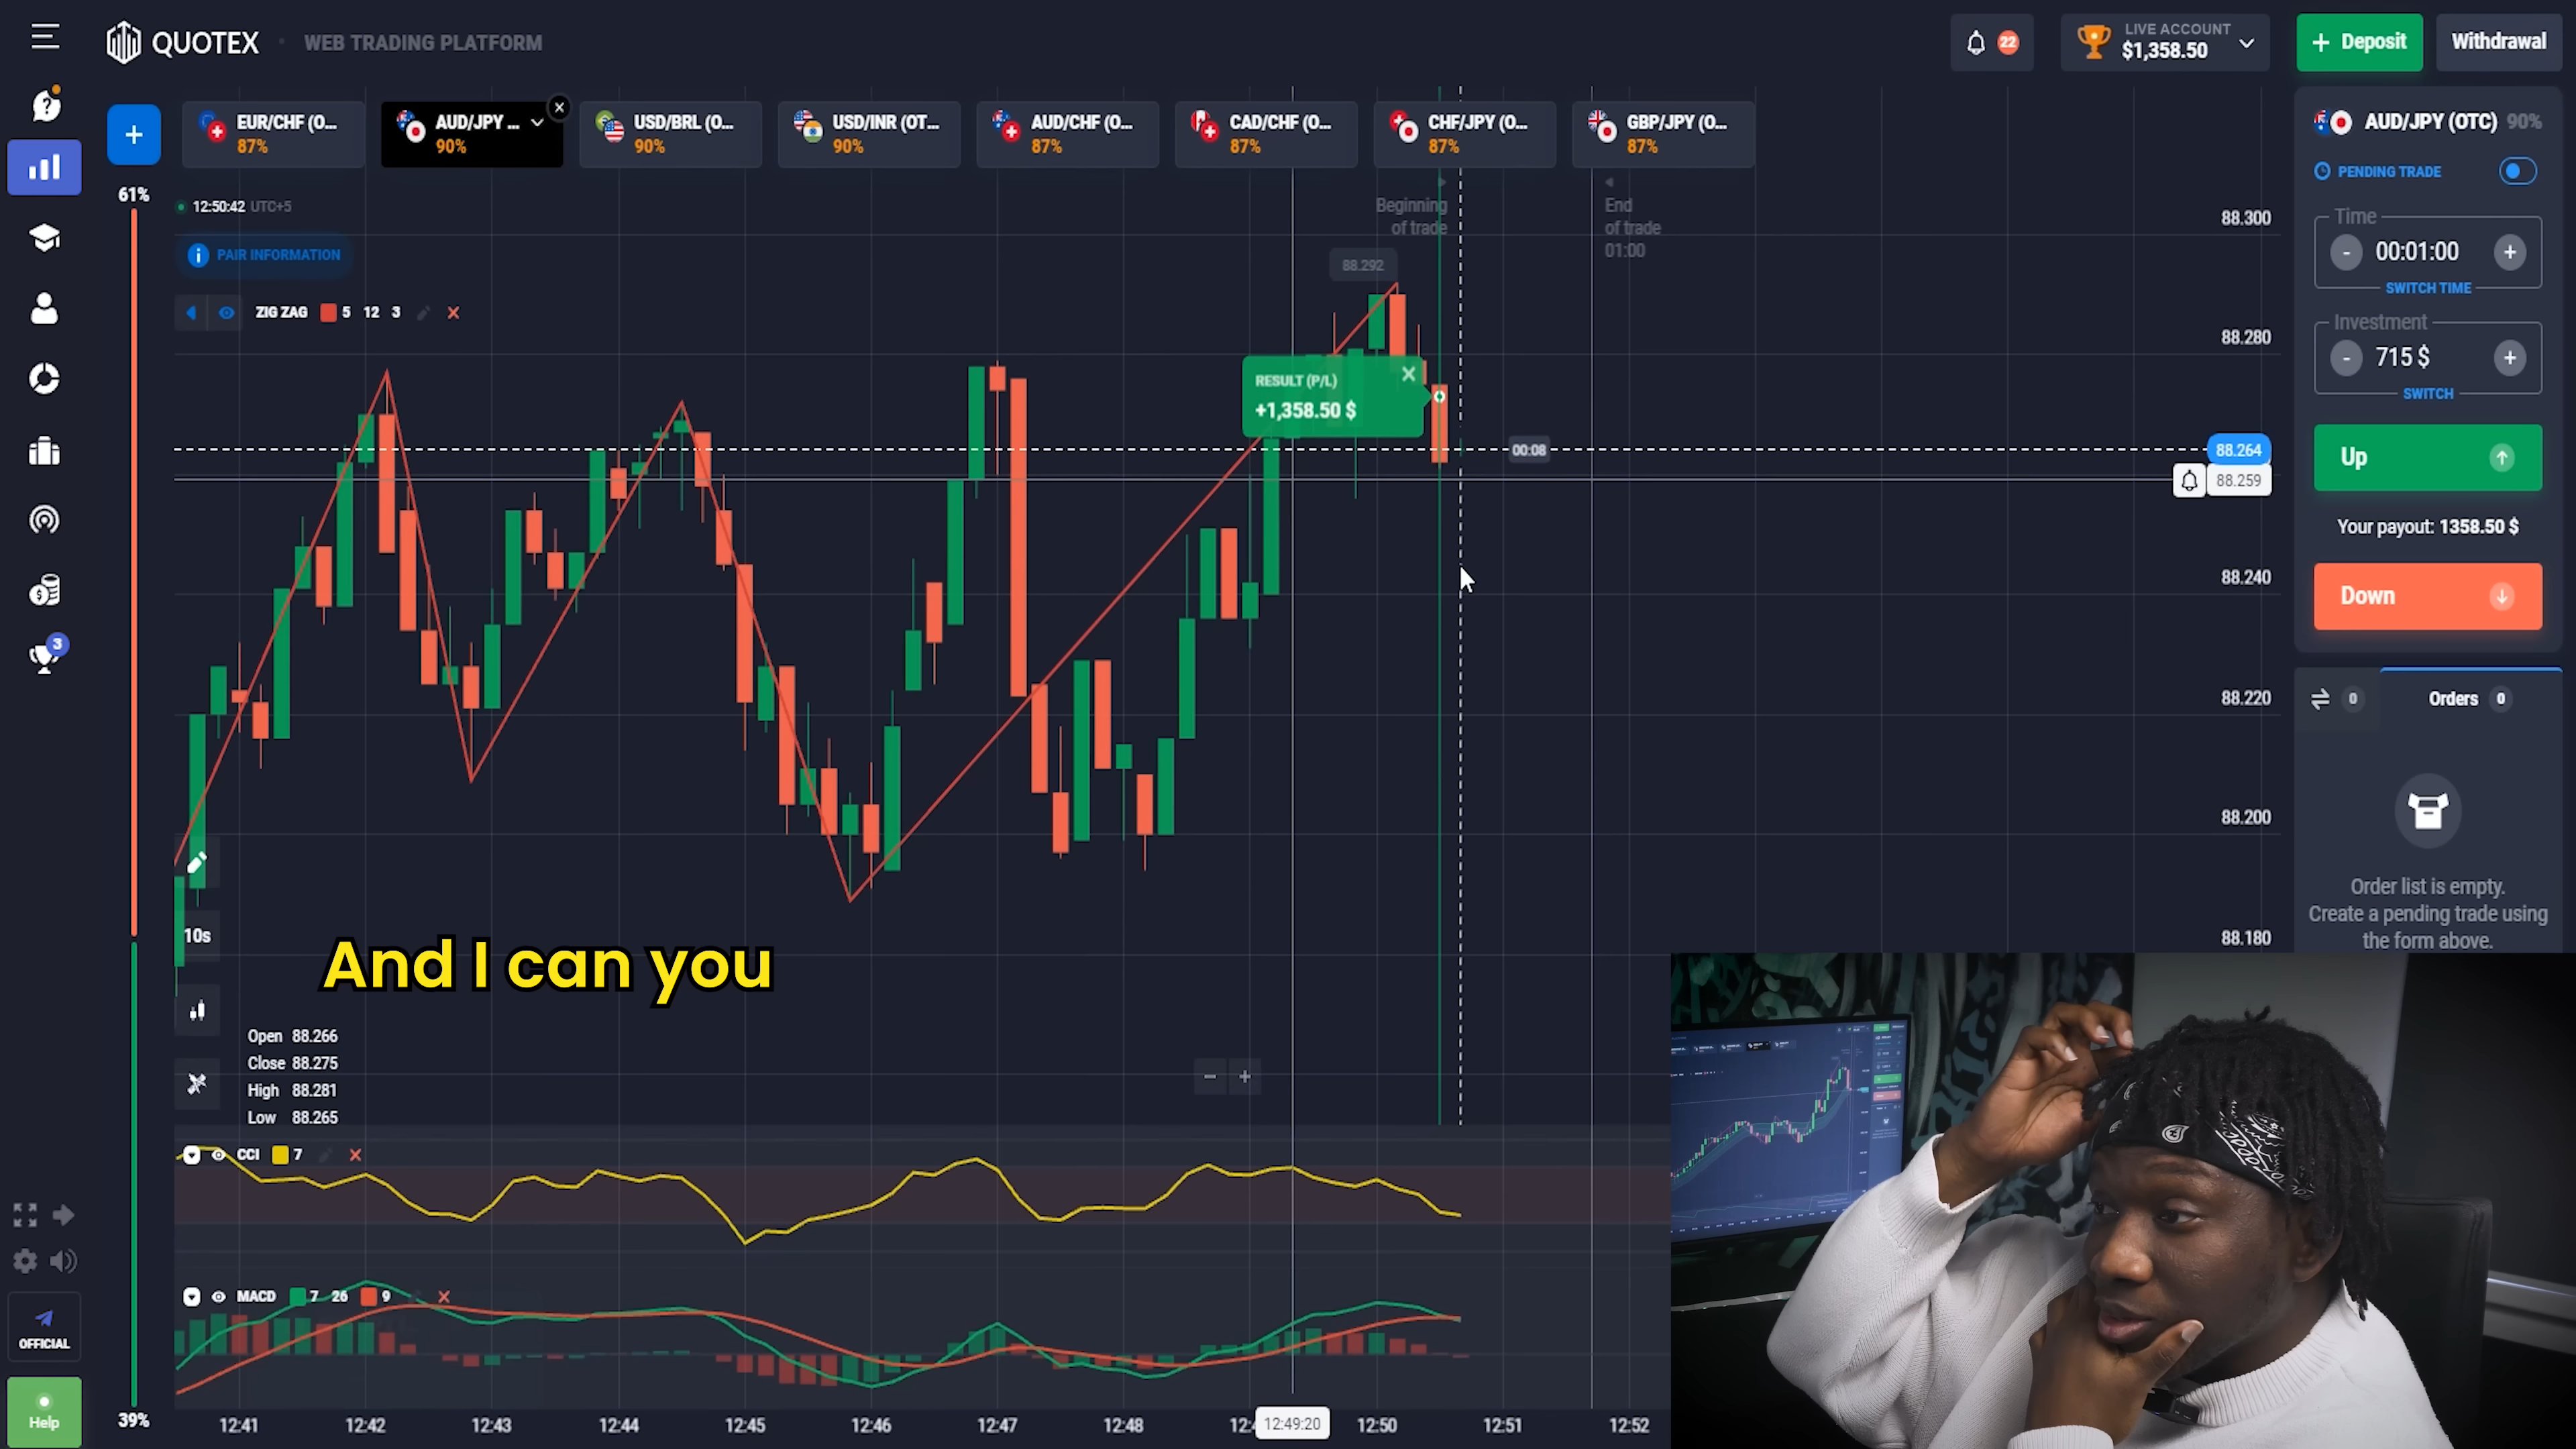 QUOTEX
WEB TRADING PLATFORM
22
LIVE ACCOUNT
$1,358.50
+ Deposit
Withdrawal
EUR/CHF (O...
87%
AUD/JPY ...
90%
USD/BRL (O...
90%
USD/INR (OT...
90%
AUD/CHF (O...
87%
CAD/CHF (O...
87%
CHF/JPY (O...
87%
GBP/JPY (O...
87%
AUD/JPY (OTC) 90%
PENDING TRADE
61%
12:50:42 UTC+5
Beginning
of trade
End
of trade
01:00
88.300
Time
- 00:01:00 +
SWITCH TIME
PAIR INFORMATION
88.292
ZIG ZAG 5 12 3
88.280
Investment
- 715 $ +
SWITCH
RESULT (P/L)
+1,358.50 $
00:08
88.264
88.259
Up
Your payout: 1358.50 $
88.240
Down
3
88.220
0
Orders 0
88.200
Order list is empty.
Create a pending trade using
the form above.
10s
88.180
And I can you
Open 88.266
Close 88.275
High 88.281
Low 88.265
CCI 7
MACD 7 26 9
OFFICIAL
Help
39%
12:41
12:42
12:43
12:44
12:45
12:46
12:47
12:48
12:49:20
12:50
12:51
12:52